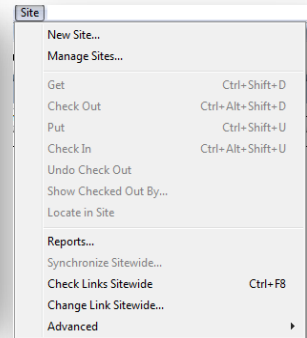 Site
New Site...
Manage Sites...
Get Ctrl+Shift+D
Check Out Ctrl+Alt+Shift+D
Put Ctrl+Shift+U
Check In Ctrl+Alt+Shift+U
Undo Check Out
Show Checked Out By...
Locate in Site
Reports...
Synchronize Sitewide...
Check Links Sitewide Ctrl+F8
Change Link Sitewide...
Advanced